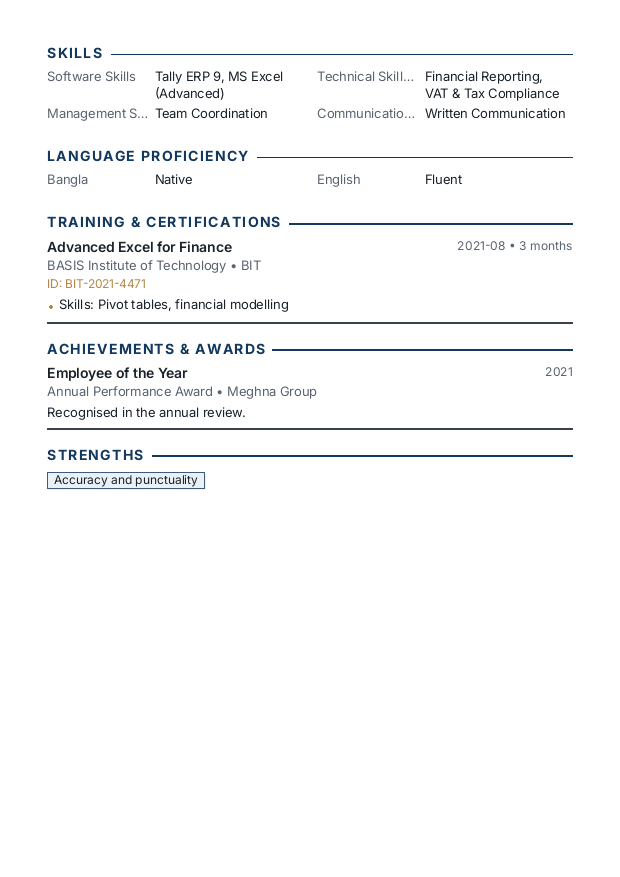 SKILLS
Software Skills Tally ERP 9, MS Excel (Advanced) Technical Skill... Financial Reporting, VAT & Tax Compliance
Management S... Team Coordination Communicatio... Written Communication
LANGUAGE PROFICIENCY
Bangla Native English Fluent
TRAINING & CERTIFICATIONS
Advanced Excel for Finance 2021-08 • 3 months
BASIS Institute of Technology • BIT
ID: BIT-2021-4471
• Skills: Pivot tables, financial modelling
ACHIEVEMENTS & AWARDS
Employee of the Year 2021
Annual Performance Award • Meghna Group
Recognised in the annual review.
STRENGTHS
Accuracy and punctuality